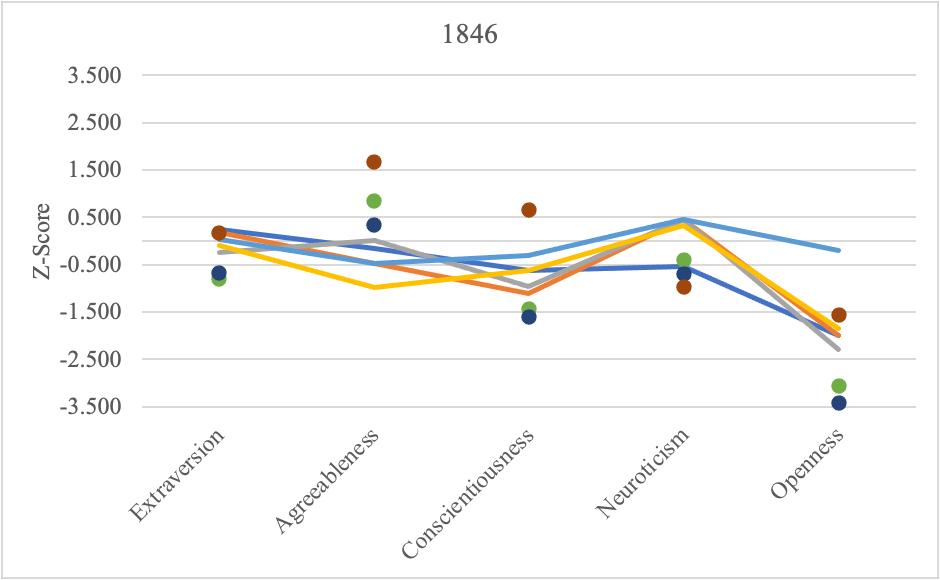 1846
3.500
2.500
1.500
0.500
-0.500
-1.500
-2.500
-3.500
Z-Score
Extraversion
Agreeableness
Conscientiousness
Neuroticism
Openness